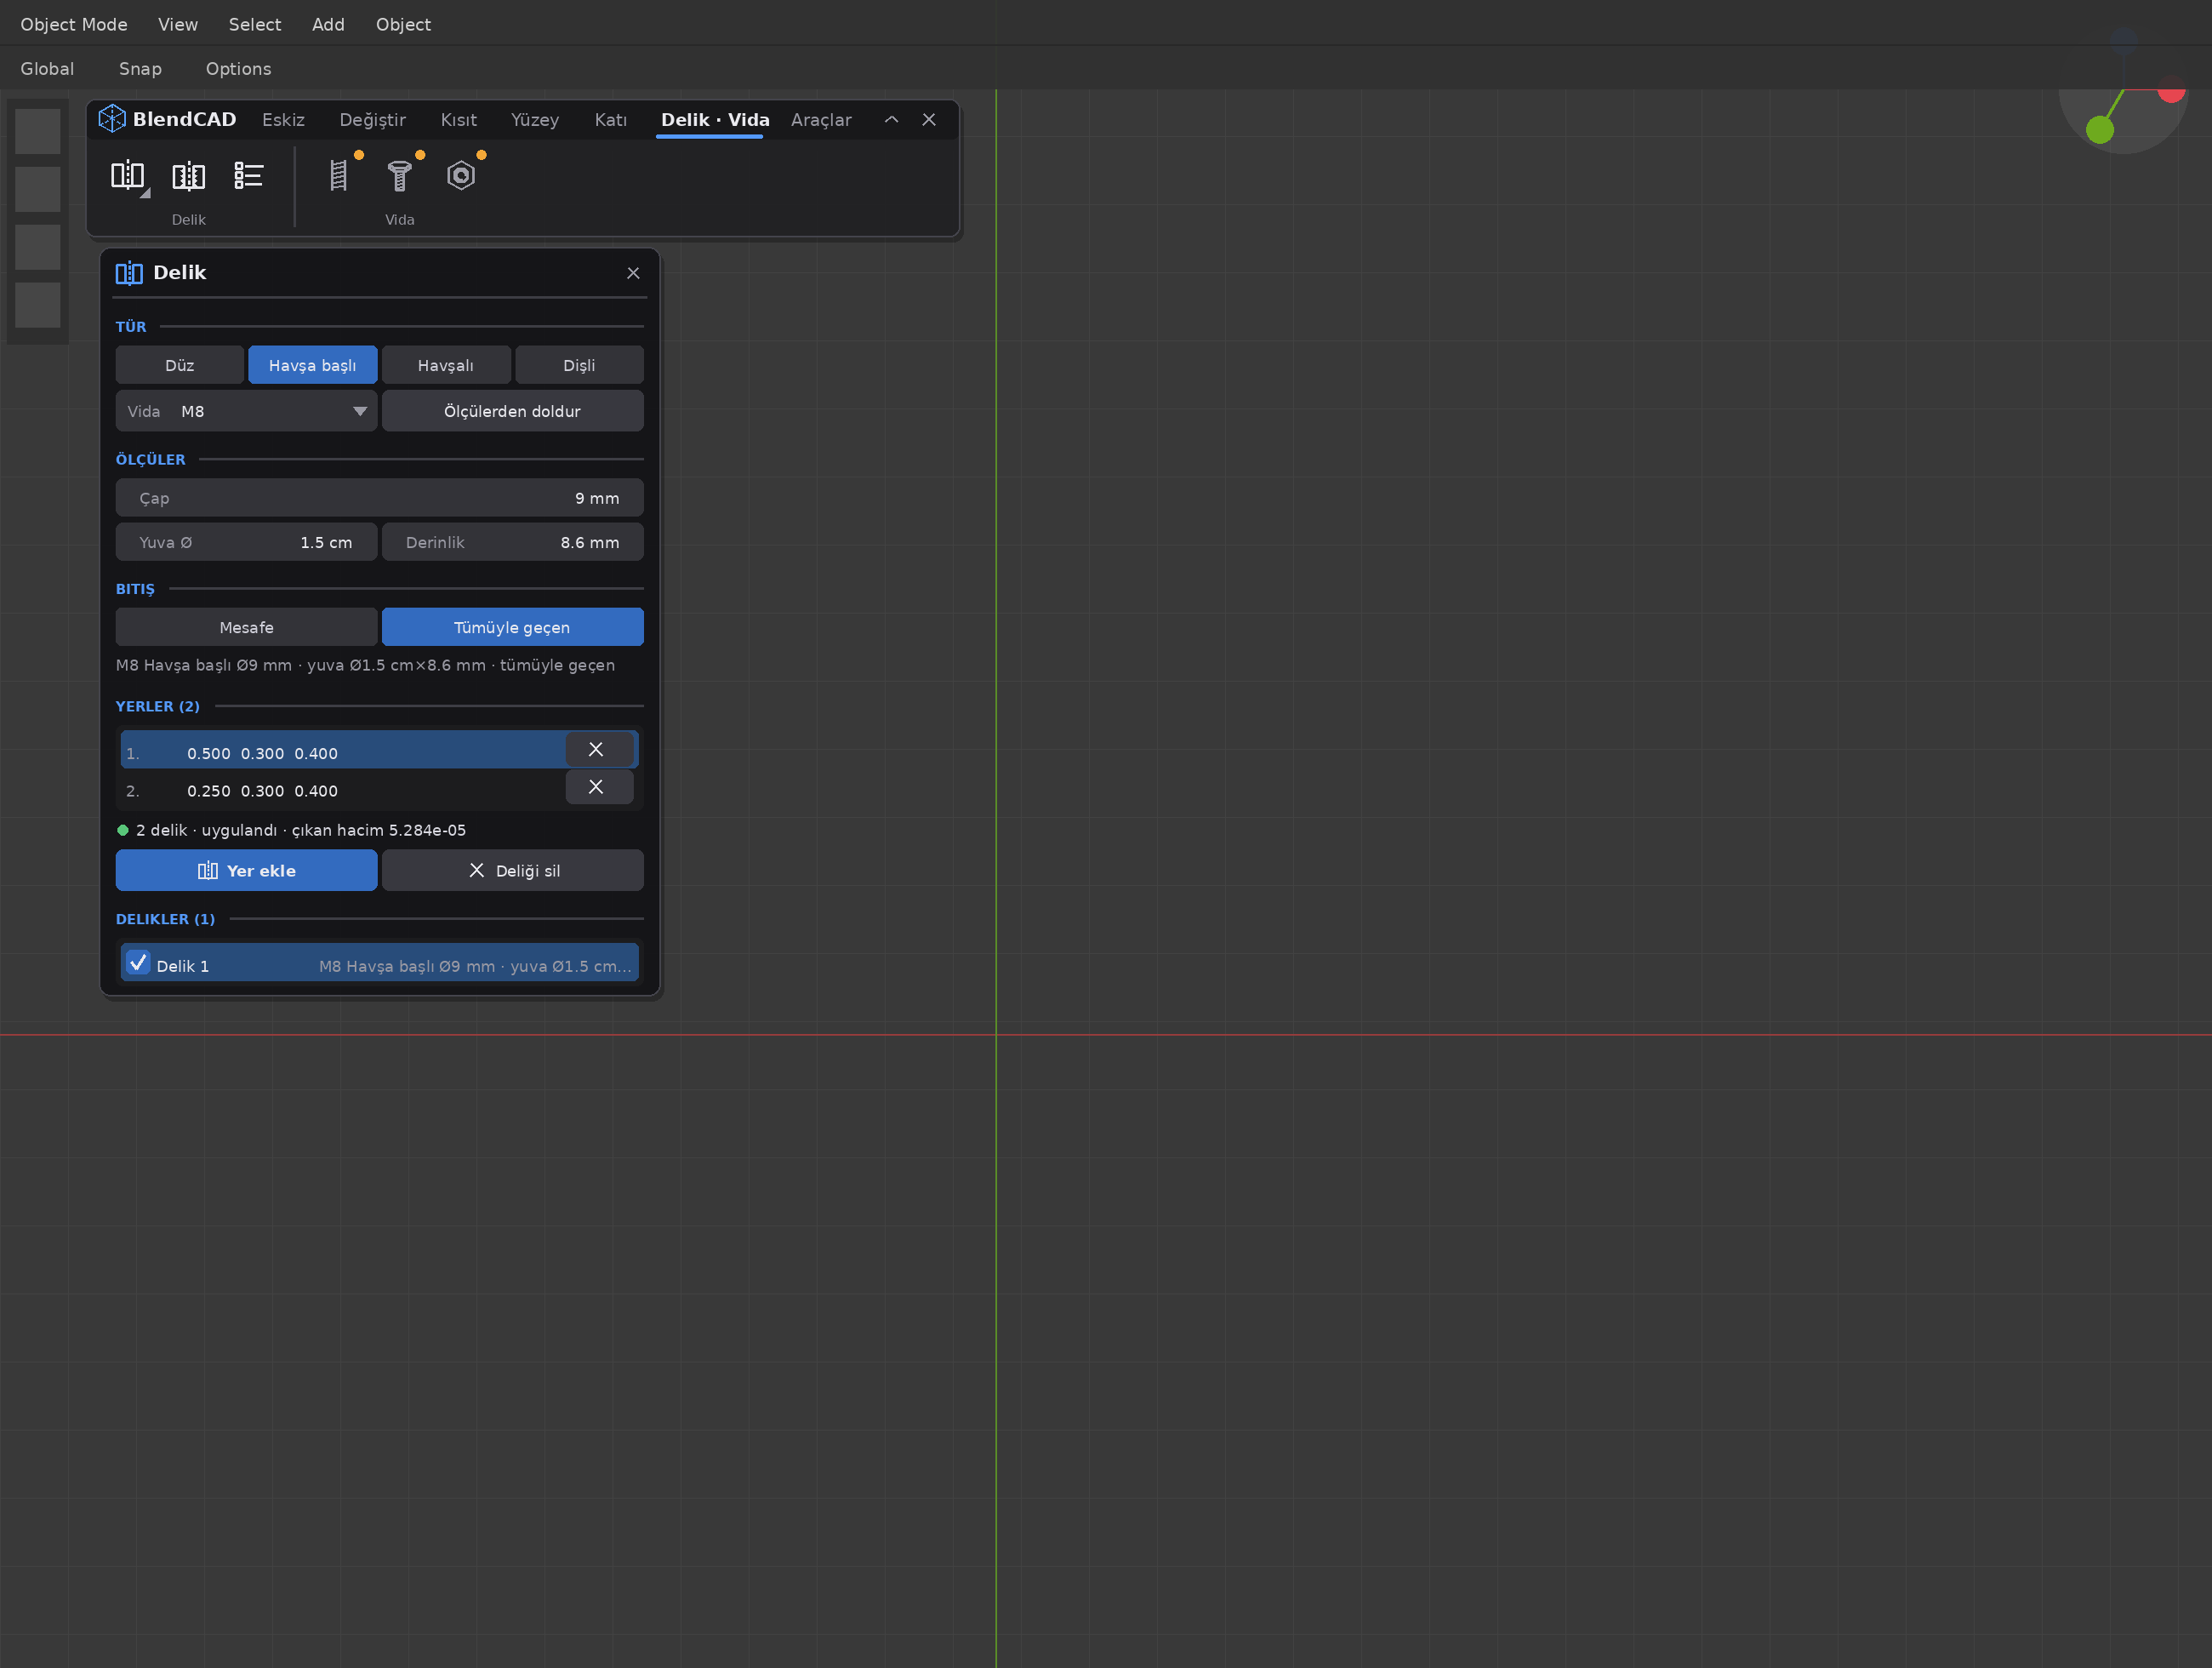 Object Mode View Select Add Object
Global Snap Options
BlendCAD Eskiz Değiştir Kısıt Yüzey Katı Delik · Vida Araçlar
Delik Vida
Delik
TÜR
Düz Havşa başlı Havşalı Dişli
Vida M8 Ölçülerden doldur
ÖLÇÜLER
Çap 9 mm
Yuva Ø 1.5 cm Derinlik 8.6 mm
BITIŞ
Mesafe Tümüyle geçen
M8 Havşa başlı Ø9 mm · yuva Ø1.5 cm×8.6 mm · tümüyle geçen
YERLER (2)
1. 0.500 0.300 0.400
2. 0.250 0.300 0.400
2 delik · uygulandı · çıkan hacim 5.284e-05
Yer ekle Deliği sil
DELIKLER (1)
Delik 1 M8 Havşa başlı Ø9 mm · yuva Ø1.5 cm...